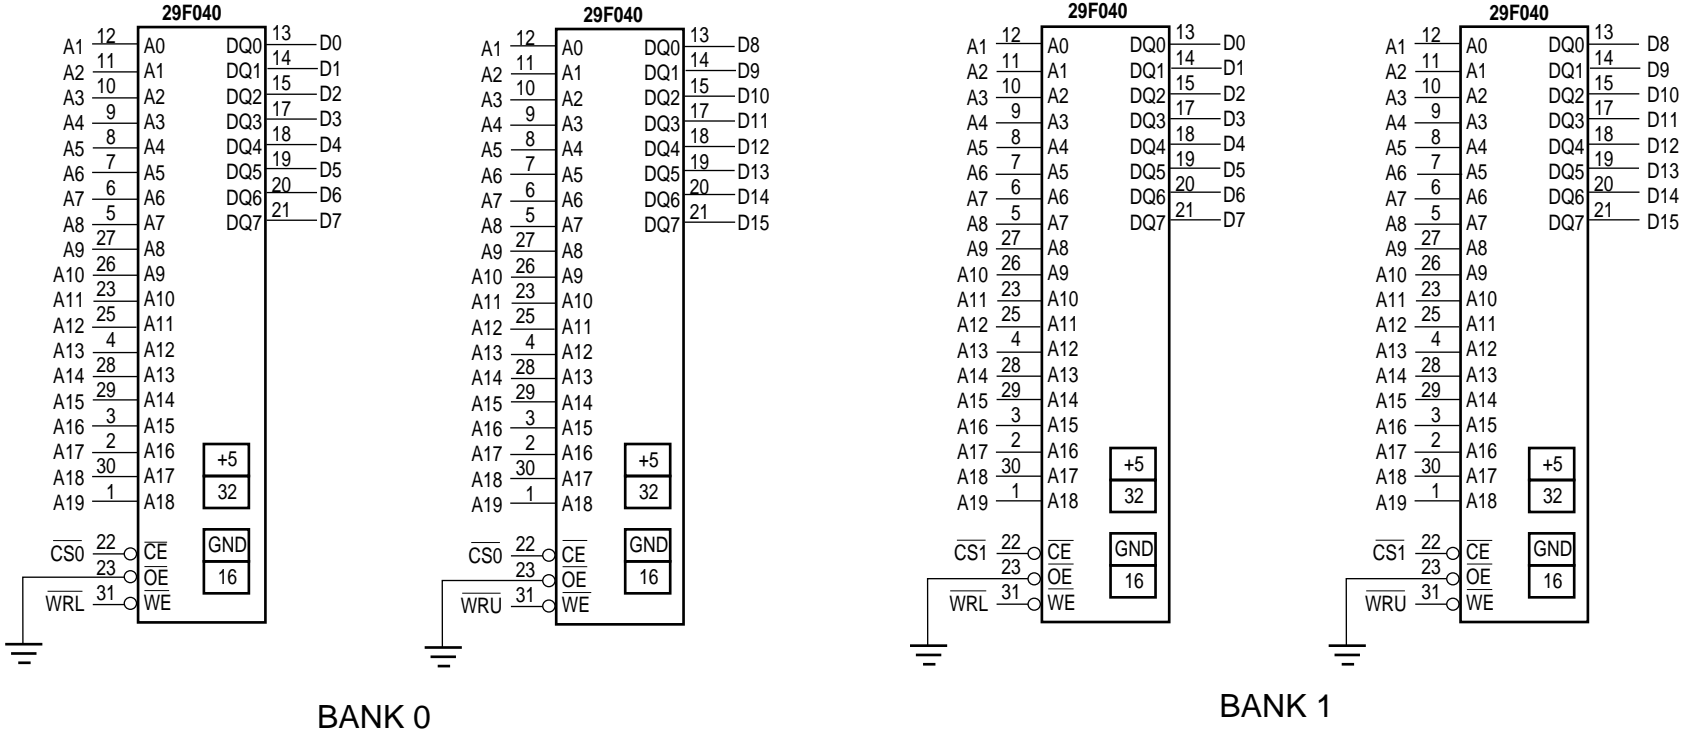 29F040
A1 12 A0 DQ0 13 D0
A2 11 A1 DQ1 14 D1
A3 10 A2 DQ2 15 D2
A4 9 A3 DQ3 17 D3
A5 8 A4 DQ4 18 D4
A6 7 A5 DQ5 19 D5
A7 6 A6 DQ6 20 D6
A8 5 A7 DQ7 21 D7
A9 27 A8
A10 26 A9
A11 23 A10
A12 25 A11
A13 4 A12
A14 28 A13
A15 29 A14
A16 3 A15
A17 2 A16
A18 30 A17
A19 1 A18
+5
32
GND
16
CS0 22 CE
23 OE
WRL 31 WE
29F040
A1 12 A0 DQ0 13 D8
A2 11 A1 DQ1 14 D9
A3 10 A2 DQ2 15 D10
A4 9 A3 DQ3 17 D11
A5 8 A4 DQ4 18 D12
A6 7 A5 DQ5 19 D13
A7 6 A6 DQ6 20 D14
A8 5 A7 DQ7 21 D15
A9 27 A8
A10 26 A9
A11 23 A10
A12 25 A11
A13 4 A12
A14 28 A13
A15 29 A14
A16 3 A15
A17 2 A16
A18 30 A17
A19 1 A18
+5
32
GND
16
CS0 22 CE
23 OE
WRU 31 WE
BANK 0
29F040
A1 12 A0 DQ0 13 D0
A2 11 A1 DQ1 14 D1
A3 10 A2 DQ2 15 D2
A4 9 A3 DQ3 17 D3
A5 8 A4 DQ4 18 D4
A6 7 A5 DQ5 19 D5
A7 6 A6 DQ6 20 D6
A8 5 A7 DQ7 21 D7
A9 27 A8
A10 26 A9
A11 23 A10
A12 25 A11
A13 4 A12
A14 28 A13
A15 29 A14
A16 3 A15
A17 2 A16
A18 30 A17
A19 1 A18
+5
32
GND
16
CS1 22 CE
23 OE
WRL 31 WE
29F040
A1 12 A0 DQ0 13 D8
A2 11 A1 DQ1 14 D9
A3 10 A2 DQ2 15 D10
A4 9 A3 DQ3 17 D11
A5 8 A4 DQ4 18 D12
A6 7 A5 DQ5 19 D13
A7 6 A6 DQ6 20 D14
A8 5 A7 DQ7 21 D15
A9 27 A8
A10 26 A9
A11 23 A10
A12 25 A11
A13 4 A12
A14 28 A13
A15 29 A14
A16 3 A15
A17 2 A16
A18 30 A17
A19 1 A18
+5
32
GND
16
CS1 22 CE
23 OE
WRU 31 WE
BANK 1